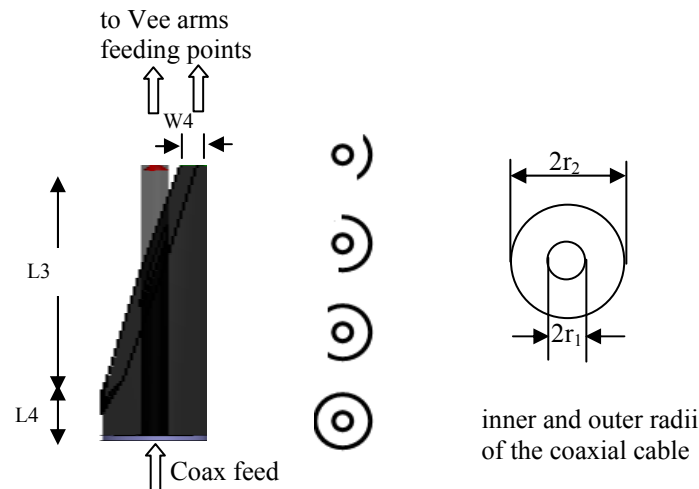 to Vee arms
feeding points
W4
L3
L4
Coax feed
2r₂
2r₁
inner and outer radii
of the coaxial cable